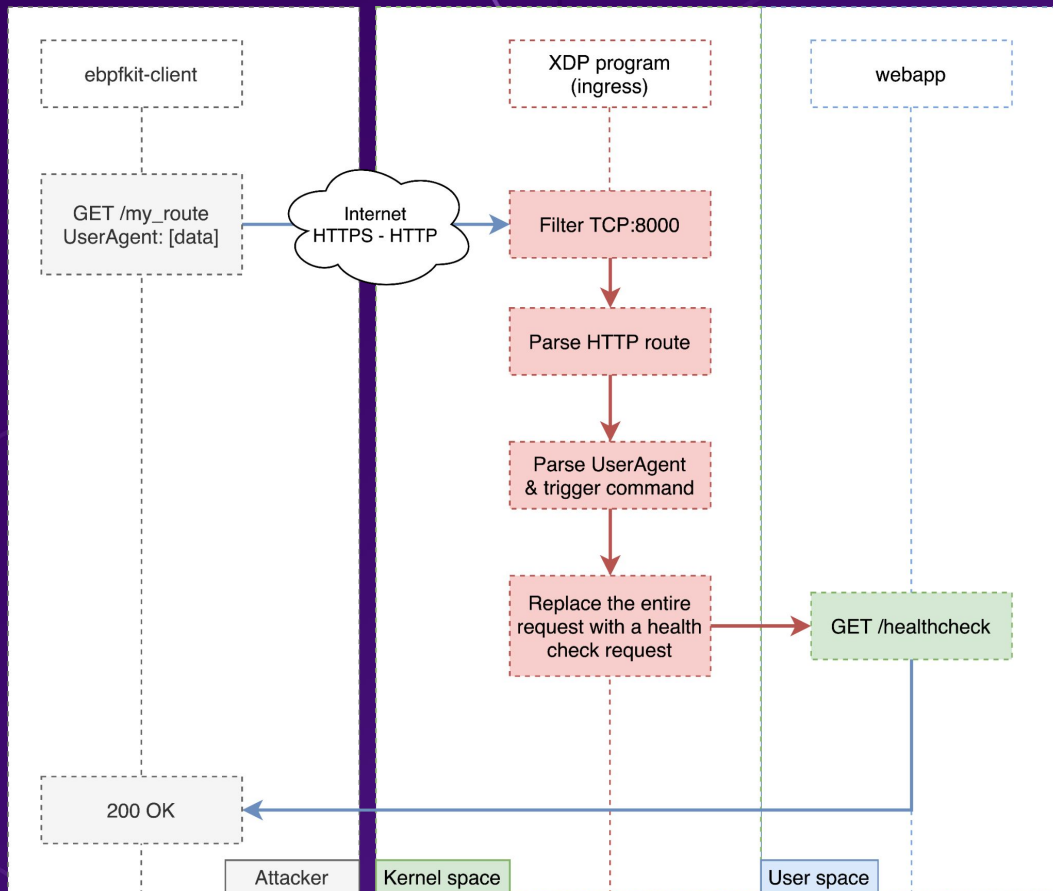 ebpfkit-client
XDP program
(ingress)
webapp
GET /my_route
UserAgent: [data]
Internet
HTTPS - HTTP
Filter TCP:8000
Parse HTTP route
Parse UserAgent
& trigger command
Replace the entire
request with a health
check request
GET /healthcheck
200 OK
Attacker
Kernel space
User space